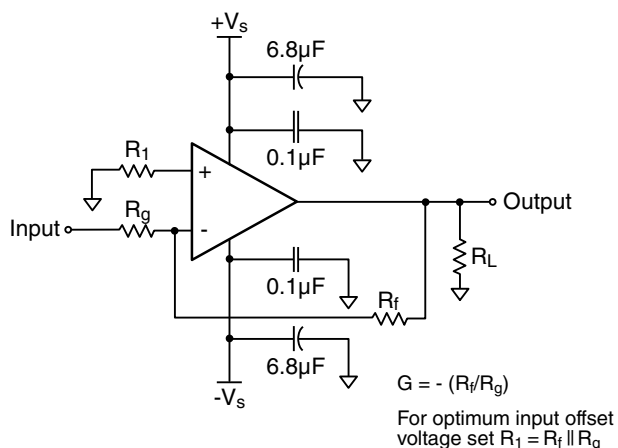 +Vs
6.8µF
0.1µF
R1
+
Rg
Input
-
Output
RL
0.1µF
Rf
6.8µF
-Vs
G = - (Rf/Rg)
For optimum input offset
voltage set R1 = Rf || Rg